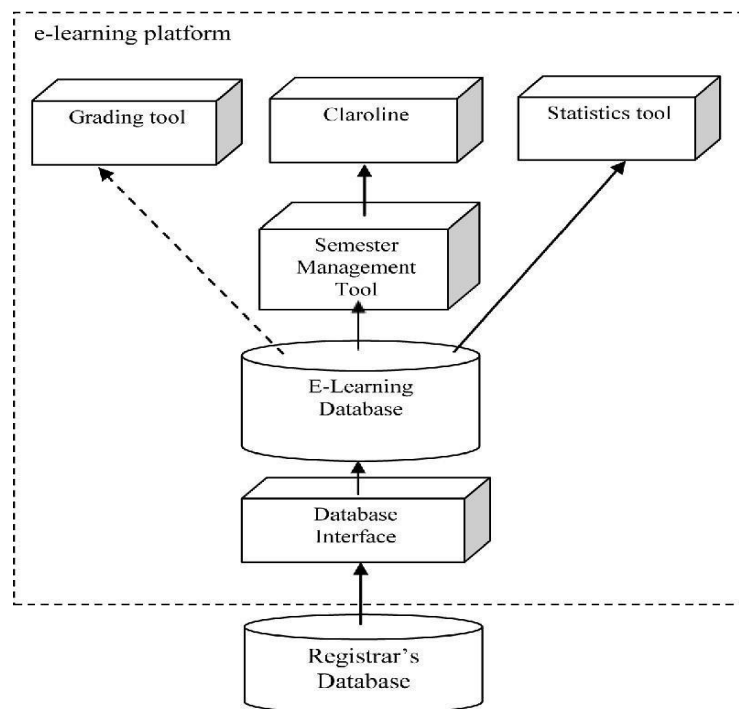 e-learning platform
Grading tool
Claroline
Statistics tool
Semester
Management
Tool
E-Learning
Database
Database
Interface
Registrar's
Database